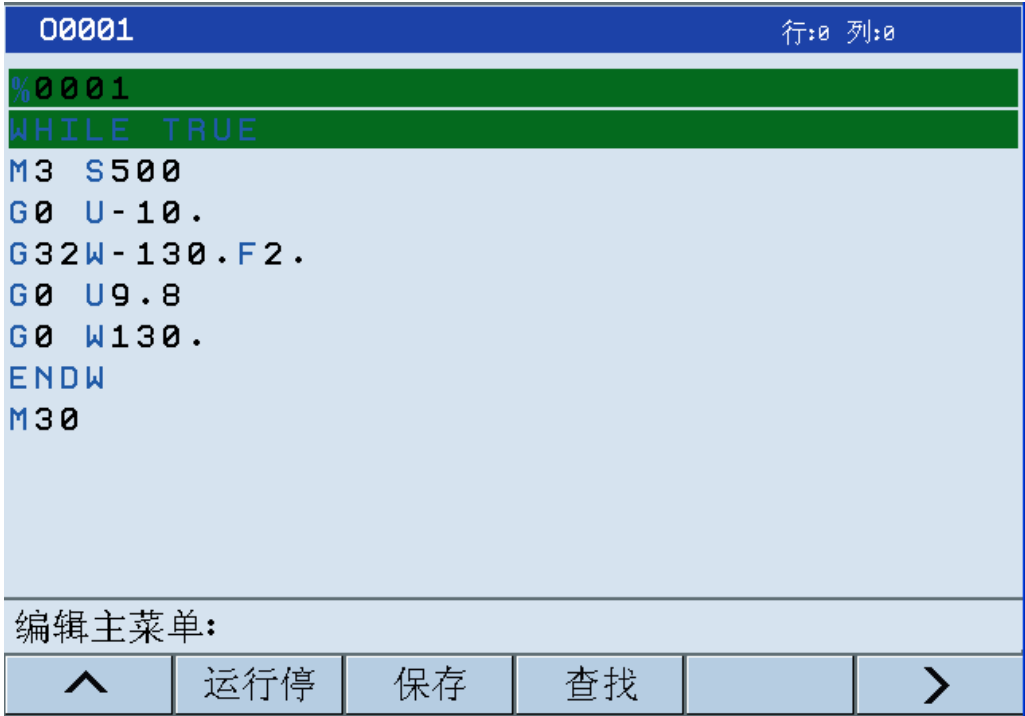 O0001 行:0 列:0
%0001
WHILE TRUE
M3 S500
G0 U-10.
G32W-130.F2.
G0 U9.8
G0 W130.
ENDW
M30
编辑主菜单:
^ 运行停 保存 查找 >